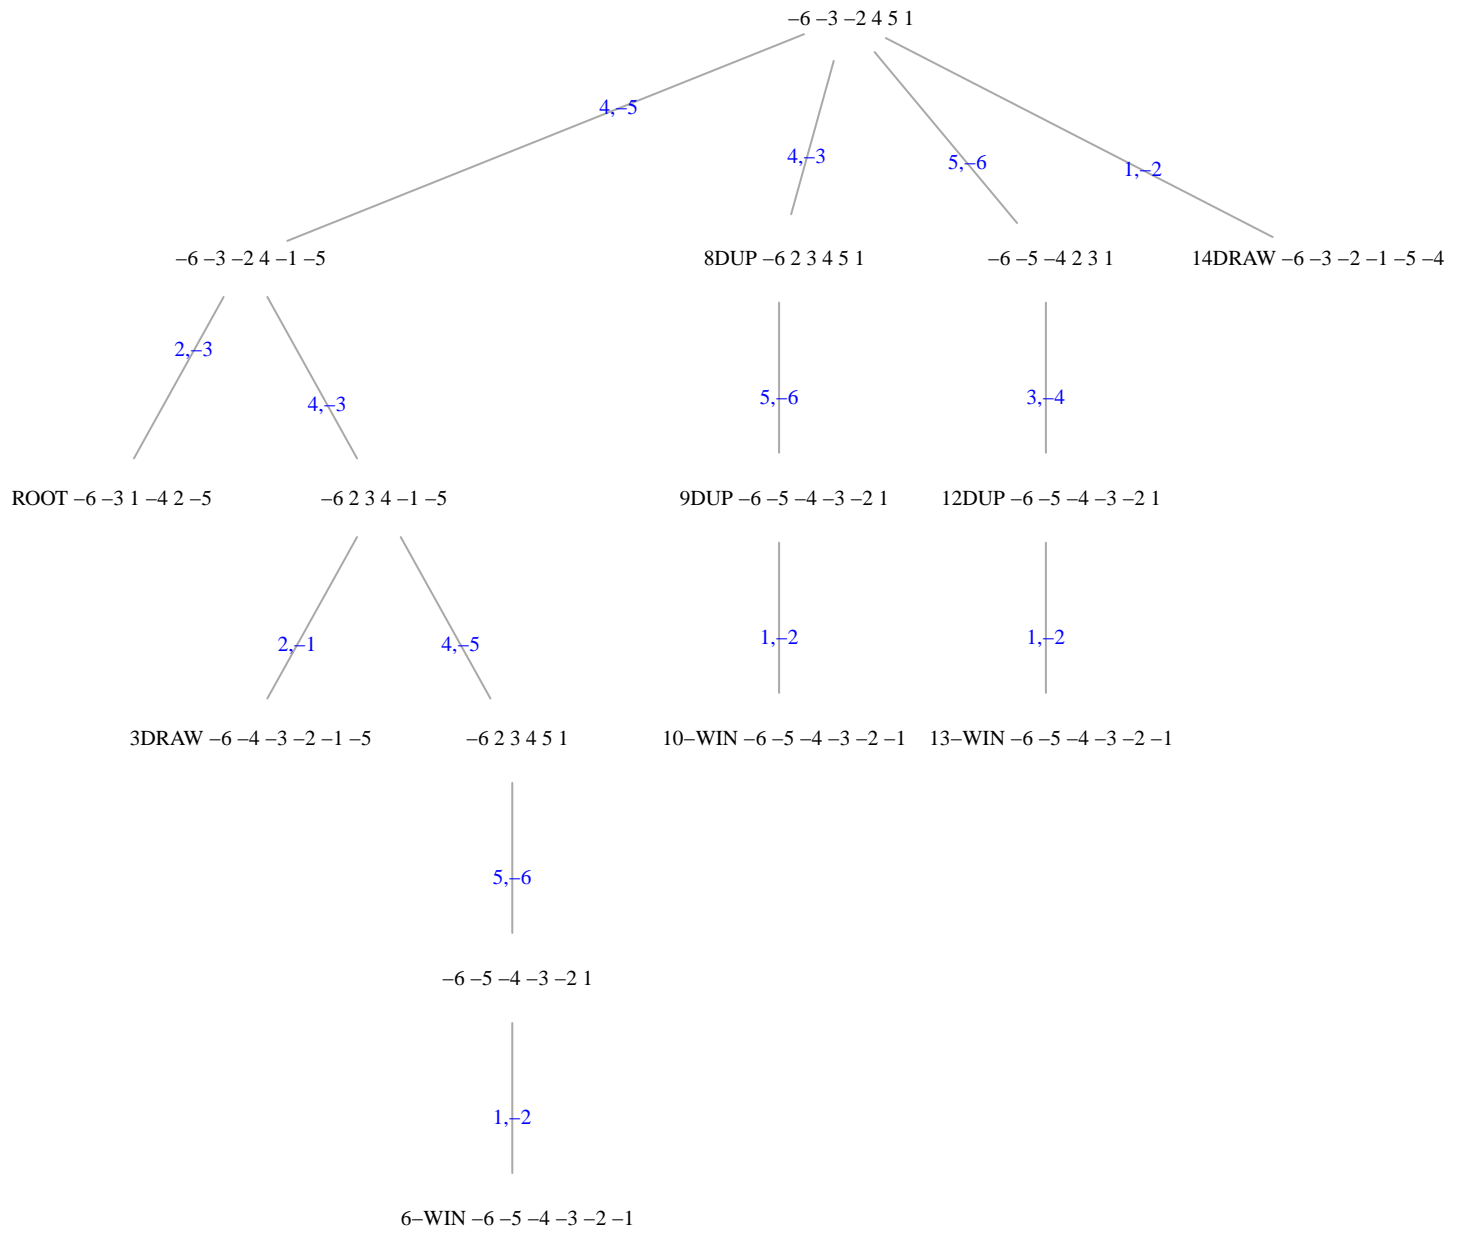 −6 −3 −2 4 5 1
4,−5
4,−3
5,−6
1,−2
−6 −3 −2 4 −1 −5
8DUP −6 2 3 4 5 1
−6 −5 −4 2 3 1
14DRAW −6 −3 −2 −1 −5 −4
2,−3
4,−3
5,−6
3,−4
ROOT −6 −3 1 −4 2 −5
−6 2 3 4 −1 −5
9DUP −6 −5 −4 −3 −2 1
12DUP −6 −5 −4 −3 −2 1
2,−1
4,−5
1,−2
1,−2
3DRAW −6 −4 −3 −2 −1 −5
−6 2 3 4 5 1
10−WIN −6 −5 −4 −3 −2 −1
13−WIN −6 −5 −4 −3 −2 −1
5,−6
−6 −5 −4 −3 −2 1
1,−2
6−WIN −6 −5 −4 −3 −2 −1